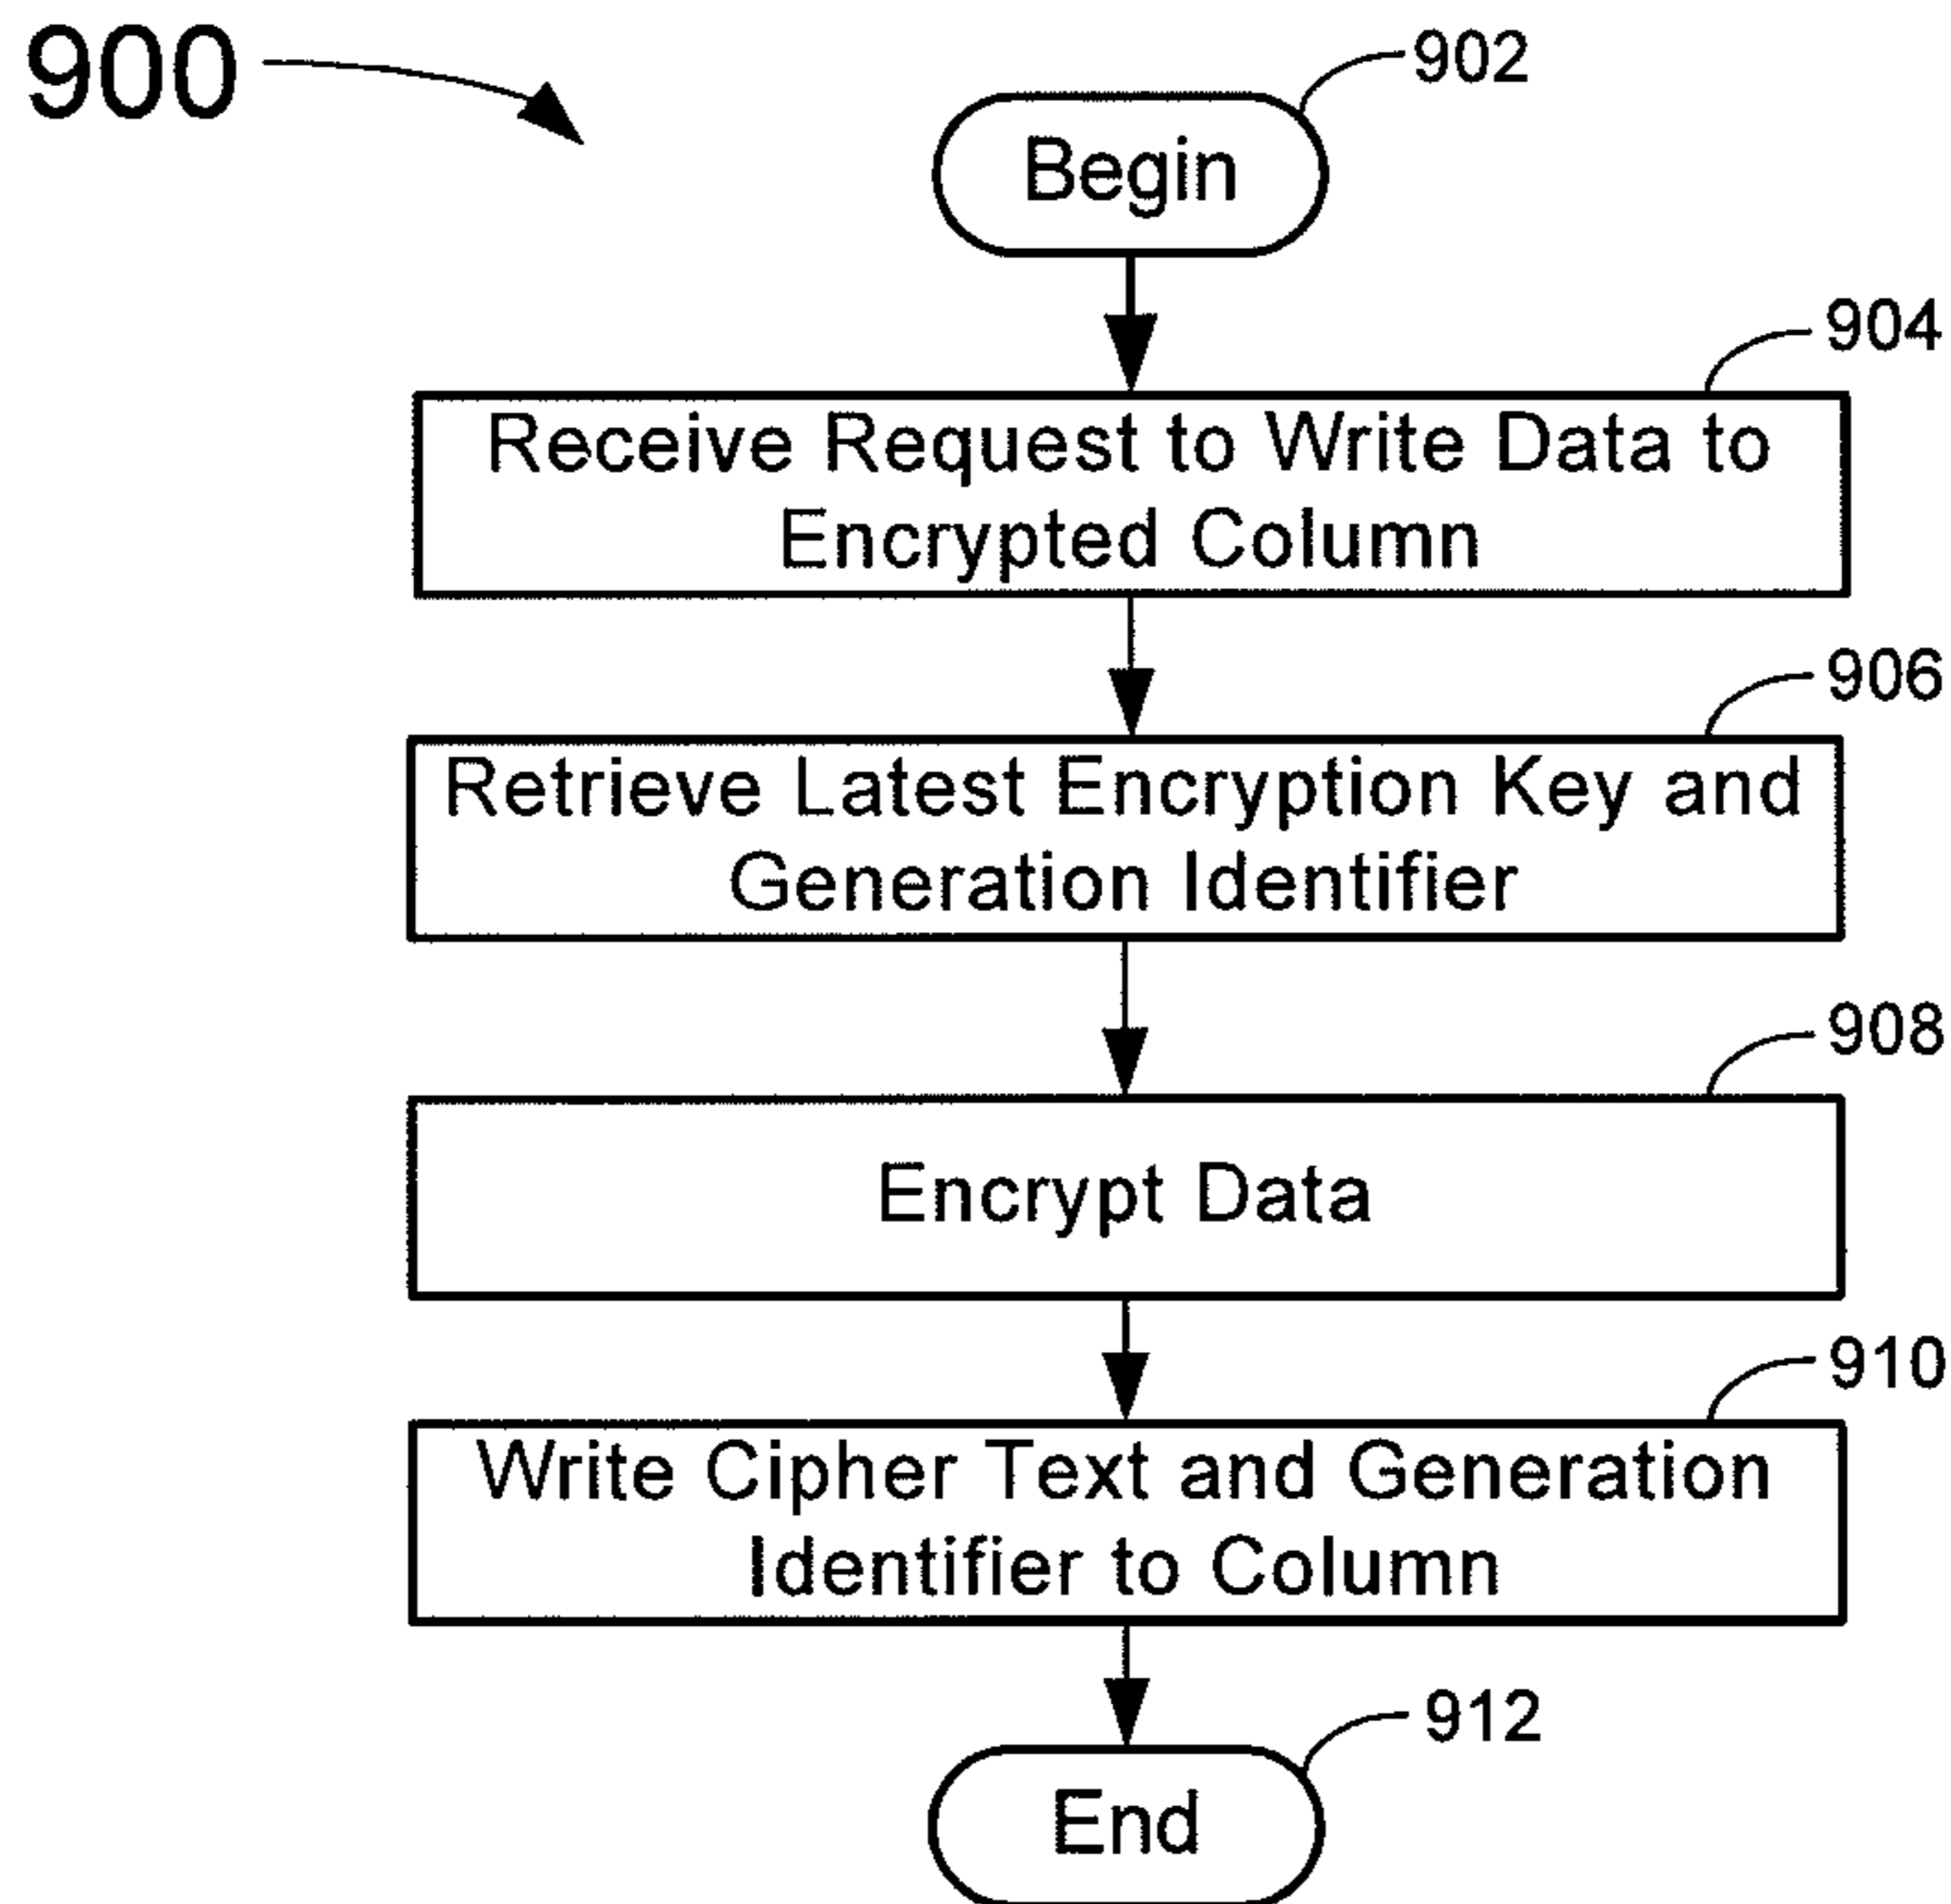 900
902
Begin
904
Receive Request to Write Data to
Encrypted Column
906
Retrieve Latest Encryption Key and
Generation Identifier
908
Encrypt Data
910
Write Cipher Text and Generation
Identifier to Column
912
End